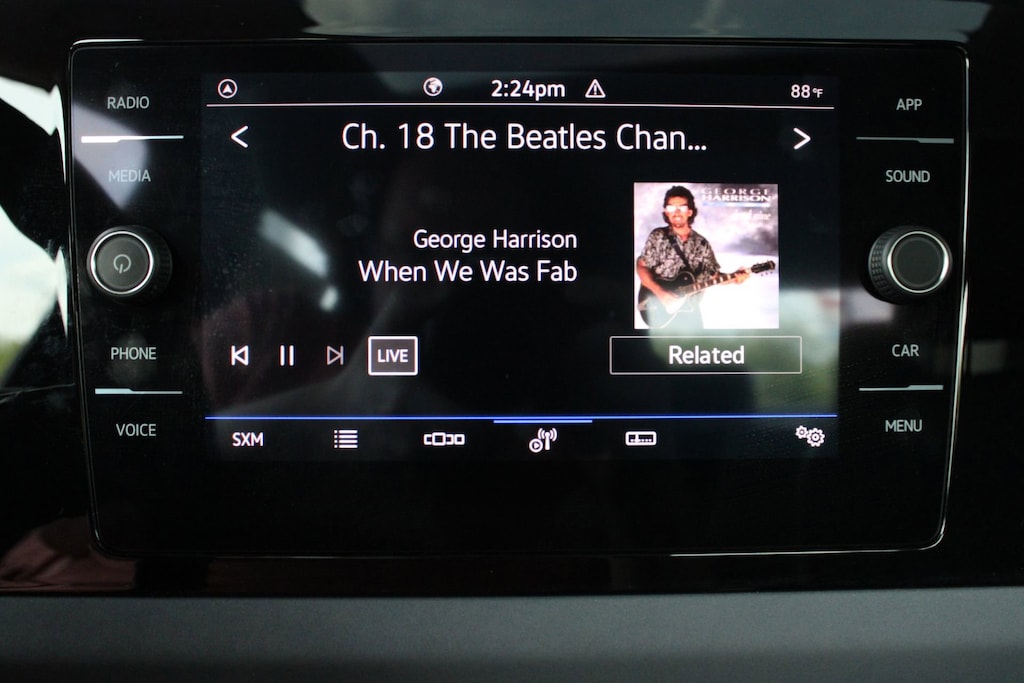 2:24pm
88°F
RADIO
APP
Ch. 18 The Beatles Chan...
MEDIA
SOUND
GEORGE
HARRISON
George Harrison
When We Was Fab
PHONE
LIVE
Related
CAR
VOICE
SXM
MENU